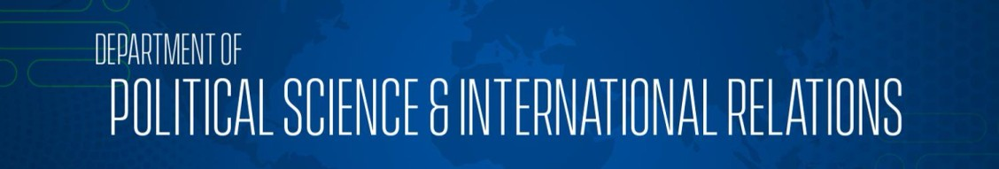 DEPARTMENT OF
POLITICAL SCIENCE & INTERNATIONAL RELATIONS